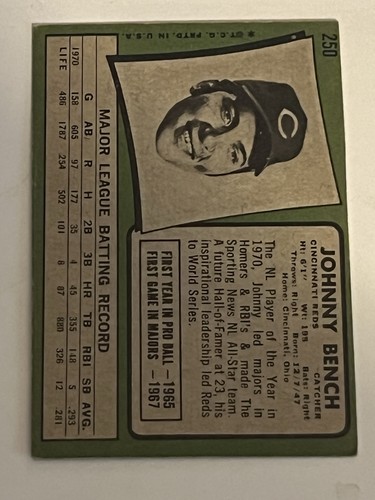 250
JOHNNY BENCH
CINCINNATI REDS CATCHER
Ht: 6'1" Wt: 195 Bats: Right
Throws: Right Born: 12/7/47
Home: Cincinnati, Ohio
The NL Player of the Year in
1970, Johnny led majors in
Homers & RBI's & made The
Sporting News NL All-Star Team.
A future Hall-of-Famer at 23, his
inspirational leadership led Reds
to World Series.
FIRST YEAR IN PRO BALL — 1965
FIRST GAME IN MAJORS — 1967
C
* © T.C.G. PRTD. IN U.S.A.
MAJOR LEAGUE BATTING RECORD
G AB R H 2B 3B HR TB RBI SB AVG.
1970 158 605 97 177 35 4 45 355 148 5 .293
LIFE 486 1787 254 502 101 8 87 880 326 12 .281